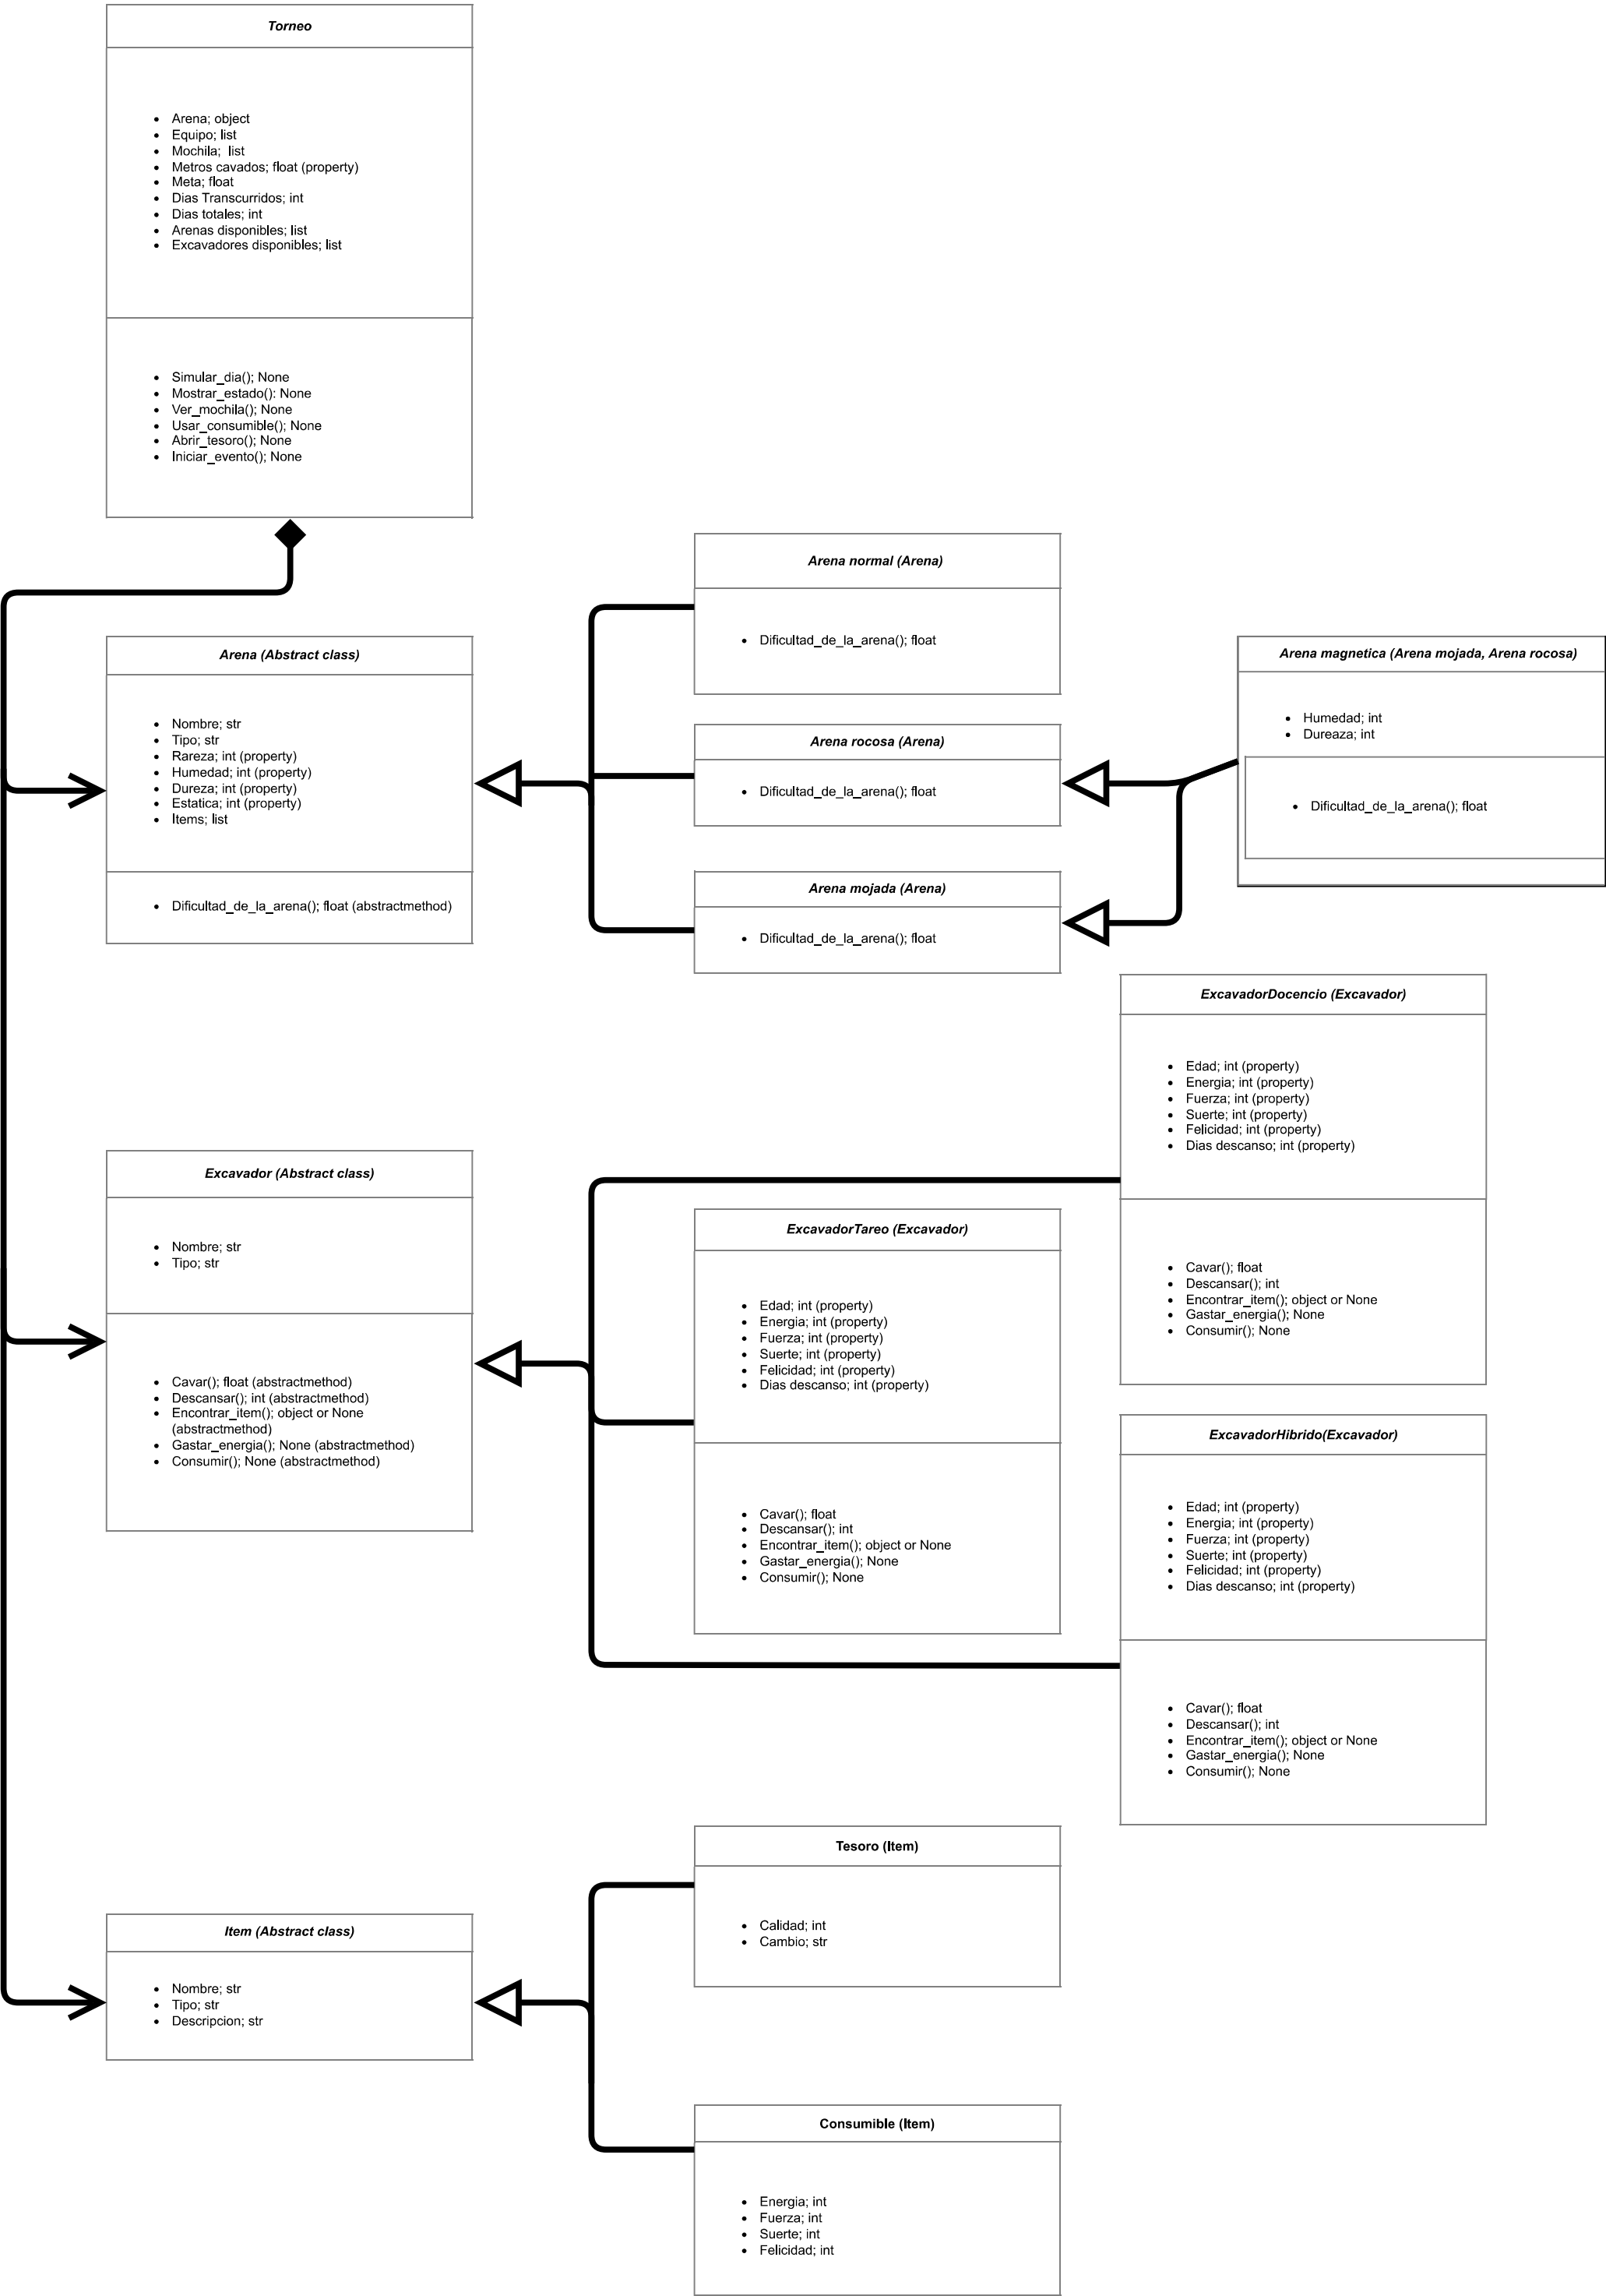 Torneo
Arena; object
Equipo; list
Mochila;  list
Metros cavados; float (property)
Meta; float
Dias Transcurridos; int
Dias totales; int
Arenas disponibles; list
Excavadores disponibles; list
Simular_dia(); None
Mostrar_estado(): None
Ver_mochila(); None
Usar_consumible(); None
Abrir_tesoro(); None
Iniciar_evento(); None
Arena (Abstract class)
Nombre; str
Tipo; str
Rareza; int (property)
Humedad; int (property)
Dureza; int (property)
Estatica; int (property)
Items; list
Dificultad_de_la_arena(); float (abstractmethod)
Arena normal (Arena)
Dificultad_de_la_arena(); float
Arena rocosa (Arena)
Dificultad_de_la_arena(); float
Arena mojada (Arena)
Dificultad_de_la_arena(); float
Arena magnetica (Arena mojada, Arena rocosa)
Humedad; int
Dureaza; int
Dificultad_de_la_arena(); float
Excavador (Abstract class)
Nombre; str
Tipo; str
Cavar(); float (abstractmethod)
Descansar(); int (abstractmethod)
Encontrar_item(); object or None
(abstractmethod)
Gastar_energia(); None (abstractmethod)
Consumir(); None (abstractmethod)
ExcavadorDocencio (Excavador)
Edad; int (property)
Energia; int (property)
Fuerza; int (property)
Suerte; int (property)
Felicidad; int (property)
Dias descanso; int (property)
Cavar(); float
Descansar(); int
Encontrar_item(); object or None
Gastar_energia(); None
Consumir(); None
ExcavadorTareo (Excavador)
Edad; int (property)
Energia; int (property)
Fuerza; int (property)
Suerte; int (property)
Felicidad; int (property)
Dias descanso; int (property)
Cavar(); float
Descansar(); int
Encontrar_item(); object or None
Gastar_energia(); None
Consumir(); None
ExcavadorHibrido(Excavador)
Edad; int (property)
Energia; int (property)
Fuerza; int (property)
Suerte; int (property)
Felicidad; int (property)
Dias descanso; int (property)
Cavar(); float
Descansar(); int
Encontrar_item(); object or None
Gastar_energia(); None
Consumir(); None
Item (Abstract class)
Nombre; str
Tipo; str
Descripcion; str
Tesoro (Item)
Calidad; int
Cambio; str
Consumible (Item)
Energia; int
Fuerza; int
Suerte; int
Felicidad; int